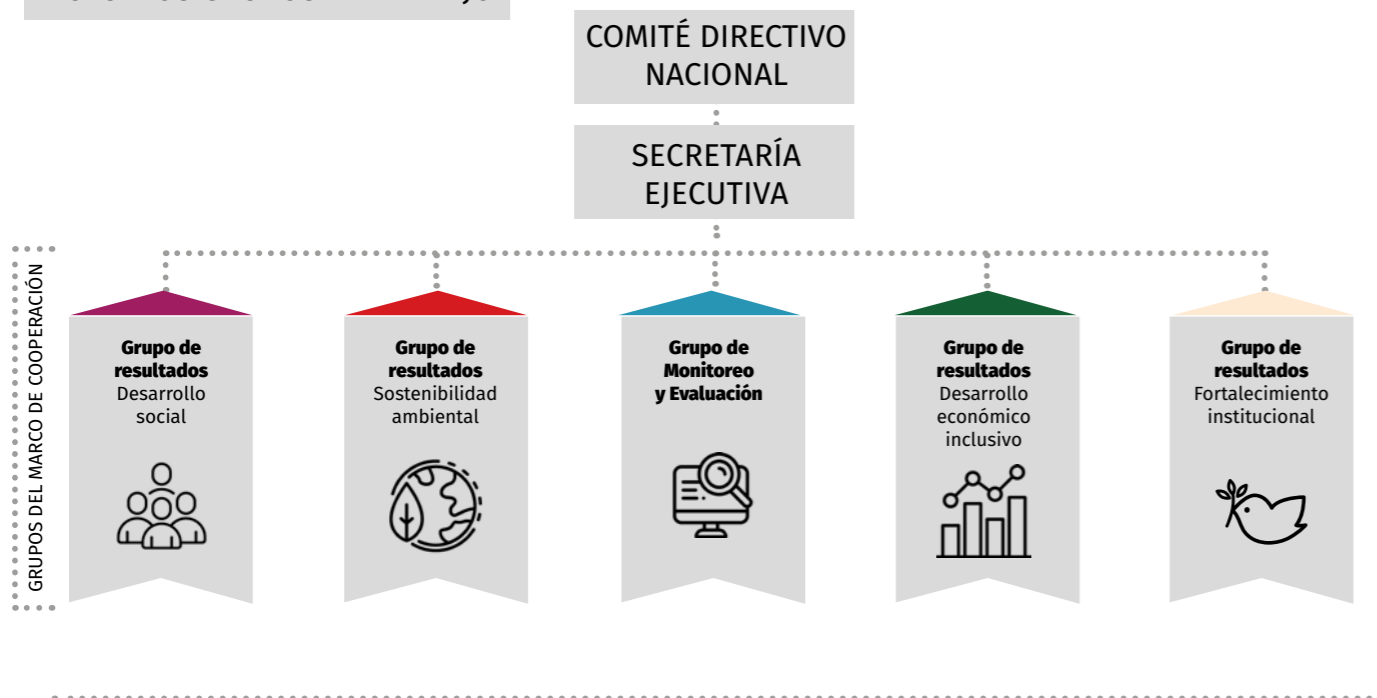 COMITÉ DIRECTIVO
NACIONAL
SECRETARÍA
EJECUTIVA
GRUPOS DEL MARCO DE COOPERACIÓN
Grupo de
resultados
Desarrollo
social
Grupo de
resultados
Sostenibilidad
ambiental
Grupo de
Monitoreo
y Evaluación
Grupo de
resultados
Desarrollo
económico
inclusivo
Grupo de
resultados
Fortalecimiento
institucional